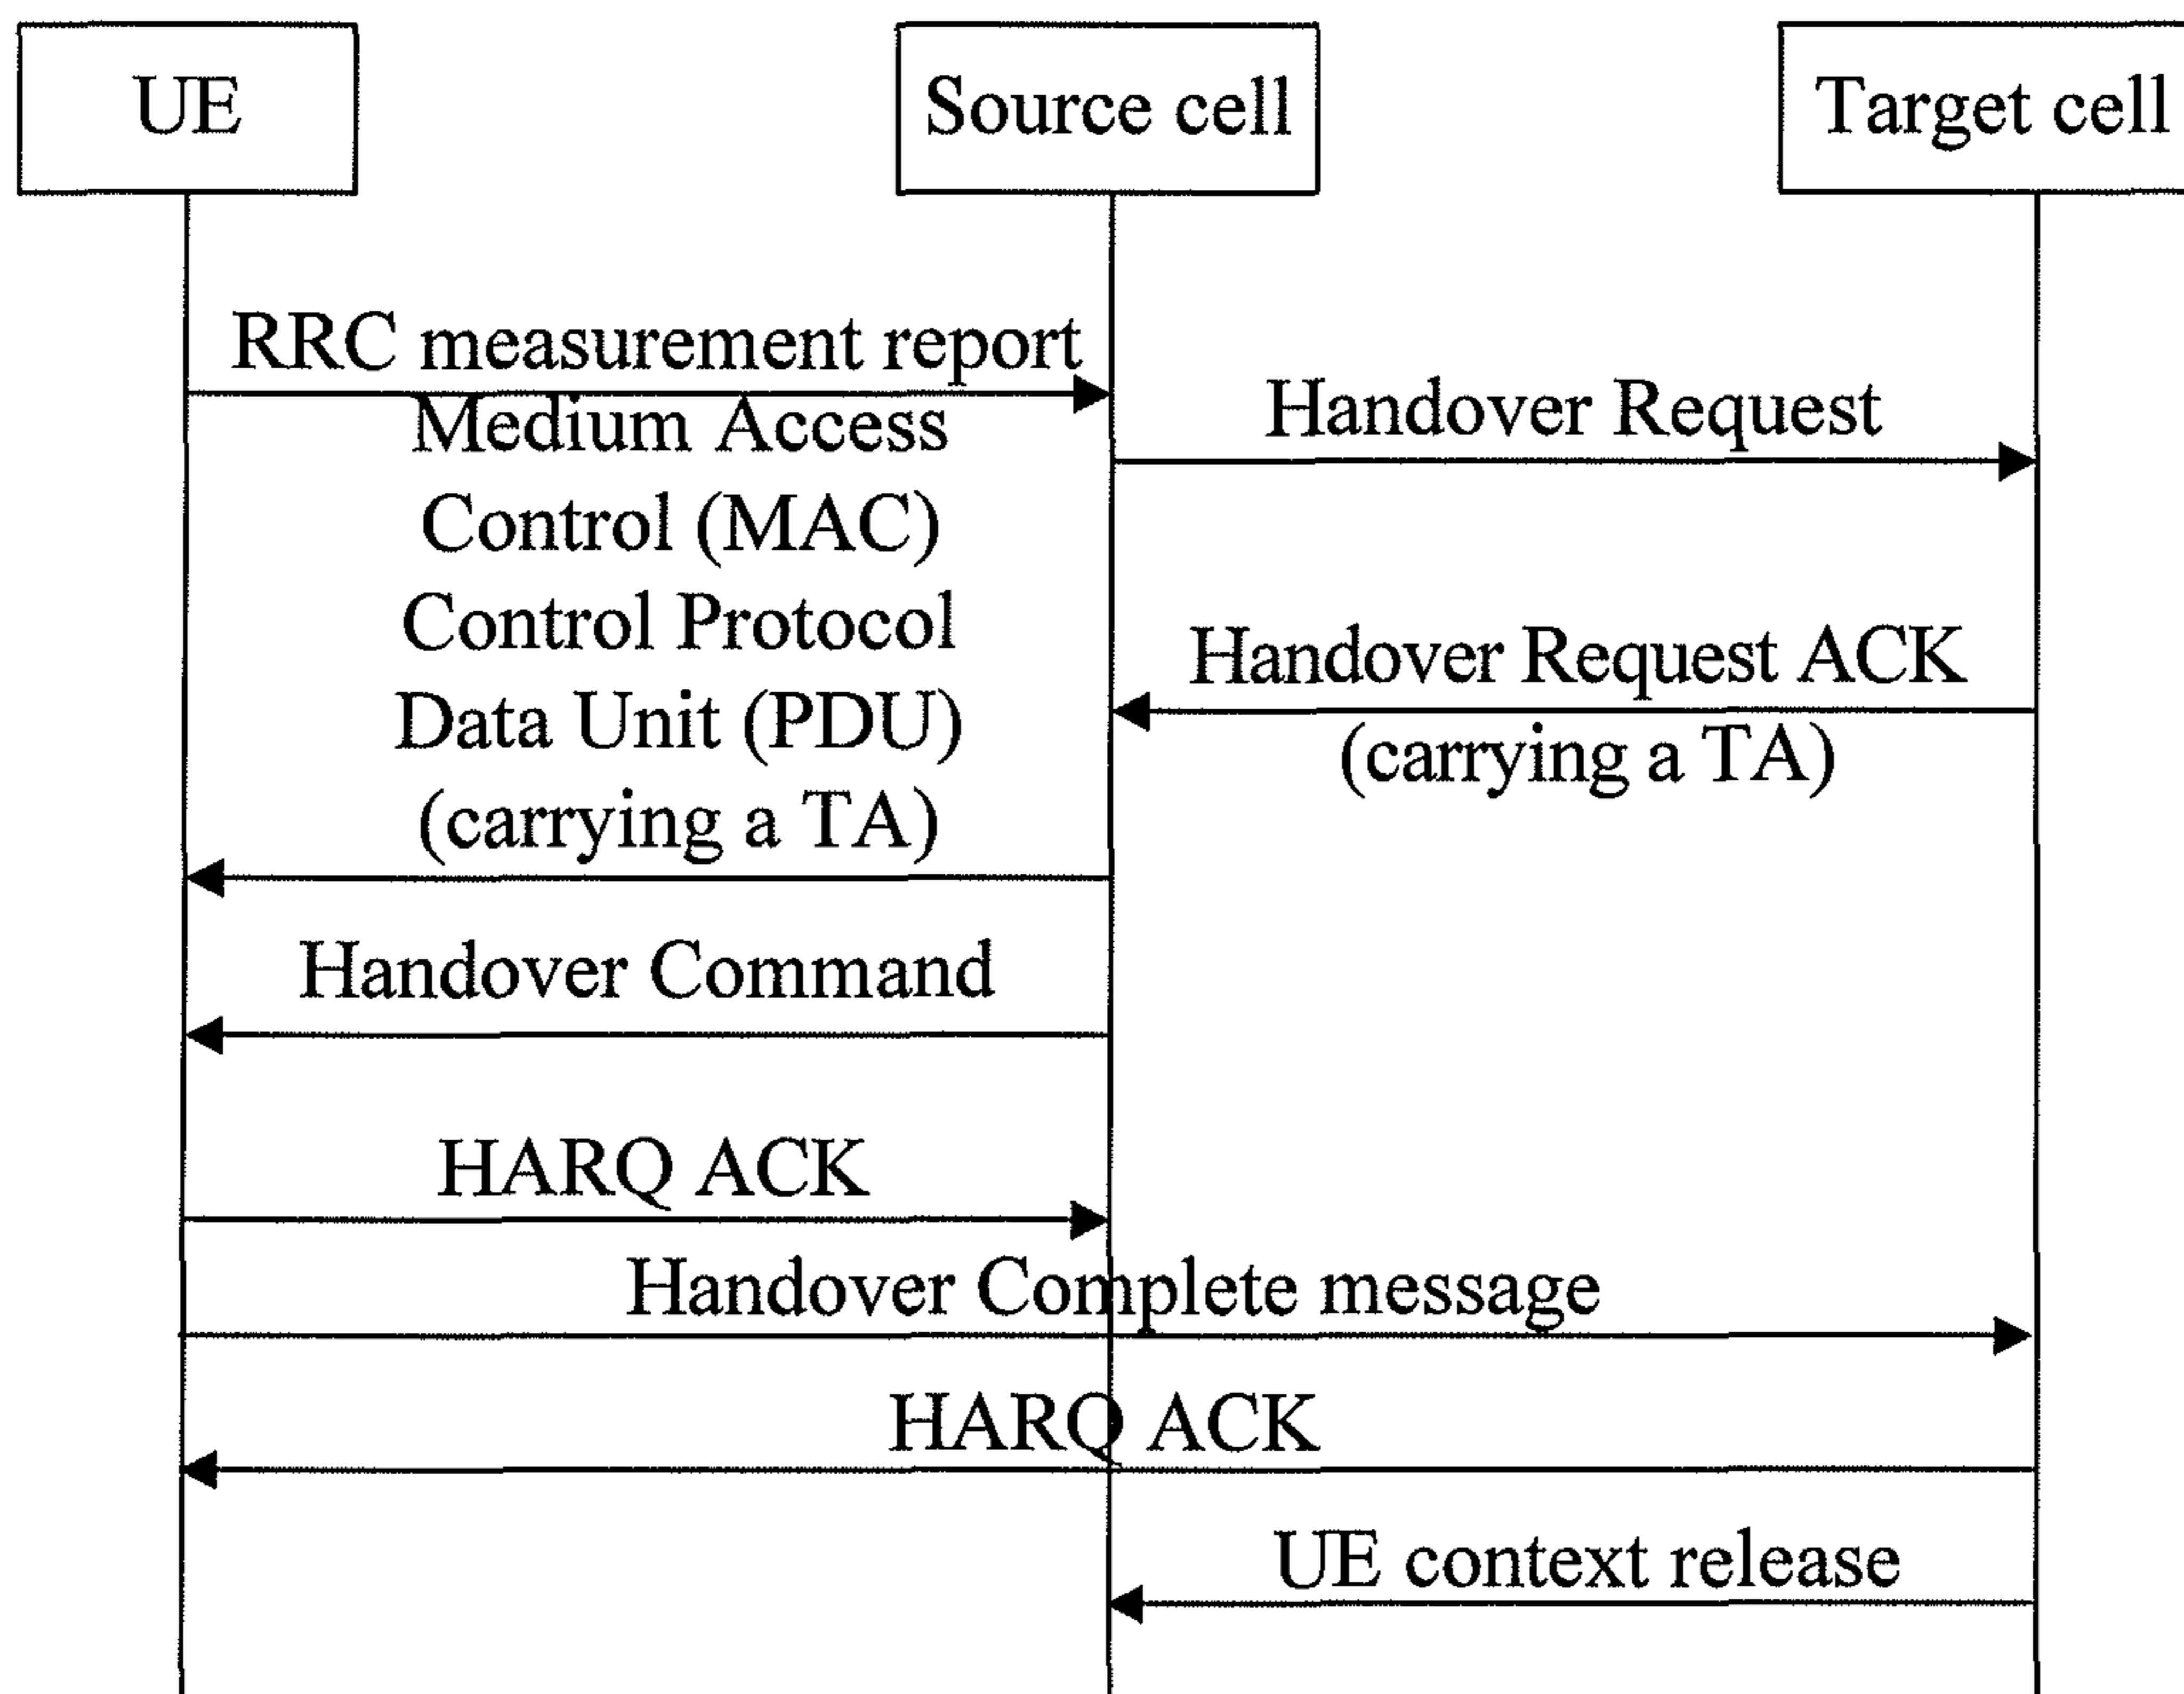 UE
Source cell
Target cell
RRC measurement report
Handover Request
Medium Access
Control (MAC)
Control Protocol
Data Unit (PDU)
(carrying a TA)
Handover Request ACK
(carrying a TA)
Handover Command
HARQ ACK
Handover Complete message
HARQ ACK
UE context release